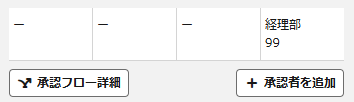 — — — 経理部
99
承認フロー詳細 + 承認者を追加